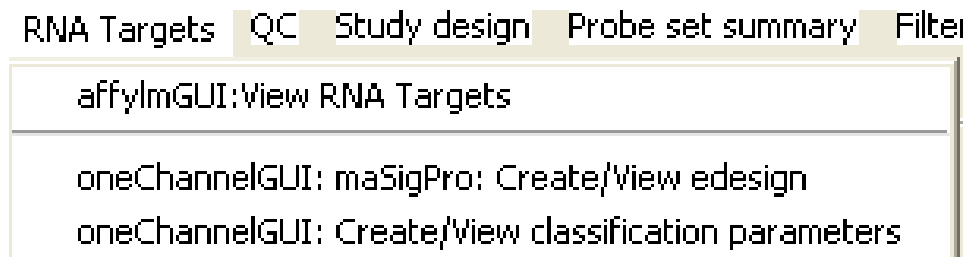 RNA Targets QC Study design Probe set summary Filter
affylmGUI:View RNA Targets
oneChannelGUI: maSigPro: Create/View edesign
oneChannelGUI: Create/View classification parameters